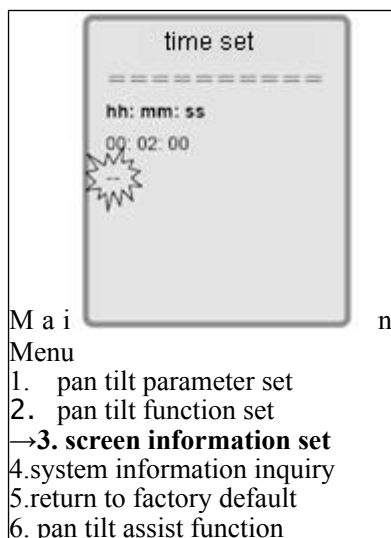 time set
==========
hh: mm: ss
00: 02: 00
--
M a i n
Menu
1. pan tilt parameter set
2. pan tilt function set
→3. screen information set
4.system information inquiry
5.return to factory default
6. pan tilt assist function